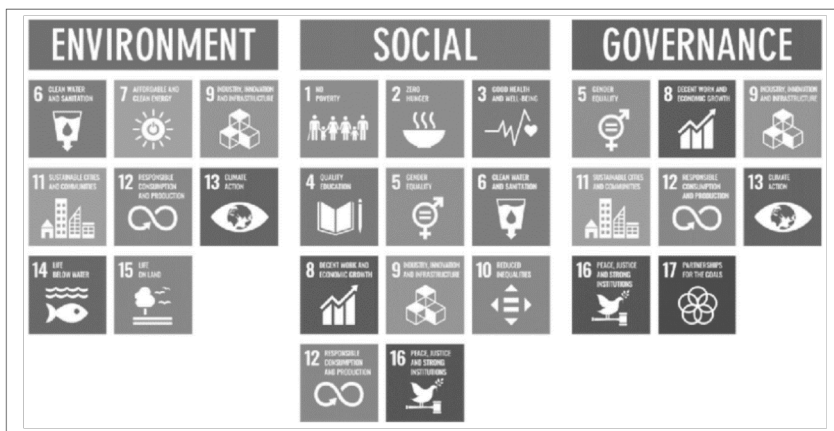 ENVIRONMENT
6 CLEAN WATER
AND SANITATION
7 AFFORDABLE AND
CLEAN ENERGY
9 INDUSTRY, INNOVATION
AND INFRASTRUCTURE
11 SUSTAINABLE CITIES
AND COMMUNITIES
12 RESPONSIBLE
CONSUMPTION
AND PRODUCTION
13 CLIMATE
ACTION
14 LIFE
BELOW WATER
15 LIFE
ON LAND
SOCIAL
1 NO
POVERTY
2 ZERO
HUNGER
3 GOOD HEALTH
AND WELL-BEING
4 QUALITY
EDUCATION
5 GENDER
EQUALITY
6 CLEAN WATER
AND SANITATION
8 DECENT WORK AND
ECONOMIC GROWTH
9 INDUSTRY, INNOVATION
AND INFRASTRUCTURE
10 REDUCED
INEQUALITIES
12 RESPONSIBLE
CONSUMPTION
AND PRODUCTION
16 PEACE, JUSTICE
AND STRONG
INSTITUTIONS
GOVERNANCE
5 GENDER
EQUALITY
8 DECENT WORK AND
ECONOMIC GROWTH
9 INDUSTRY, INNOVATION
AND INFRASTRUCTURE
11 SUSTAINABLE CITIES
AND COMMUNITIES
12 RESPONSIBLE
CONSUMPTION
AND PRODUCTION
13 CLIMATE
ACTION
16 PEACE, JUSTICE
AND STRONG
INSTITUTIONS
17 PARTNERSHIPS
FOR THE GOALS